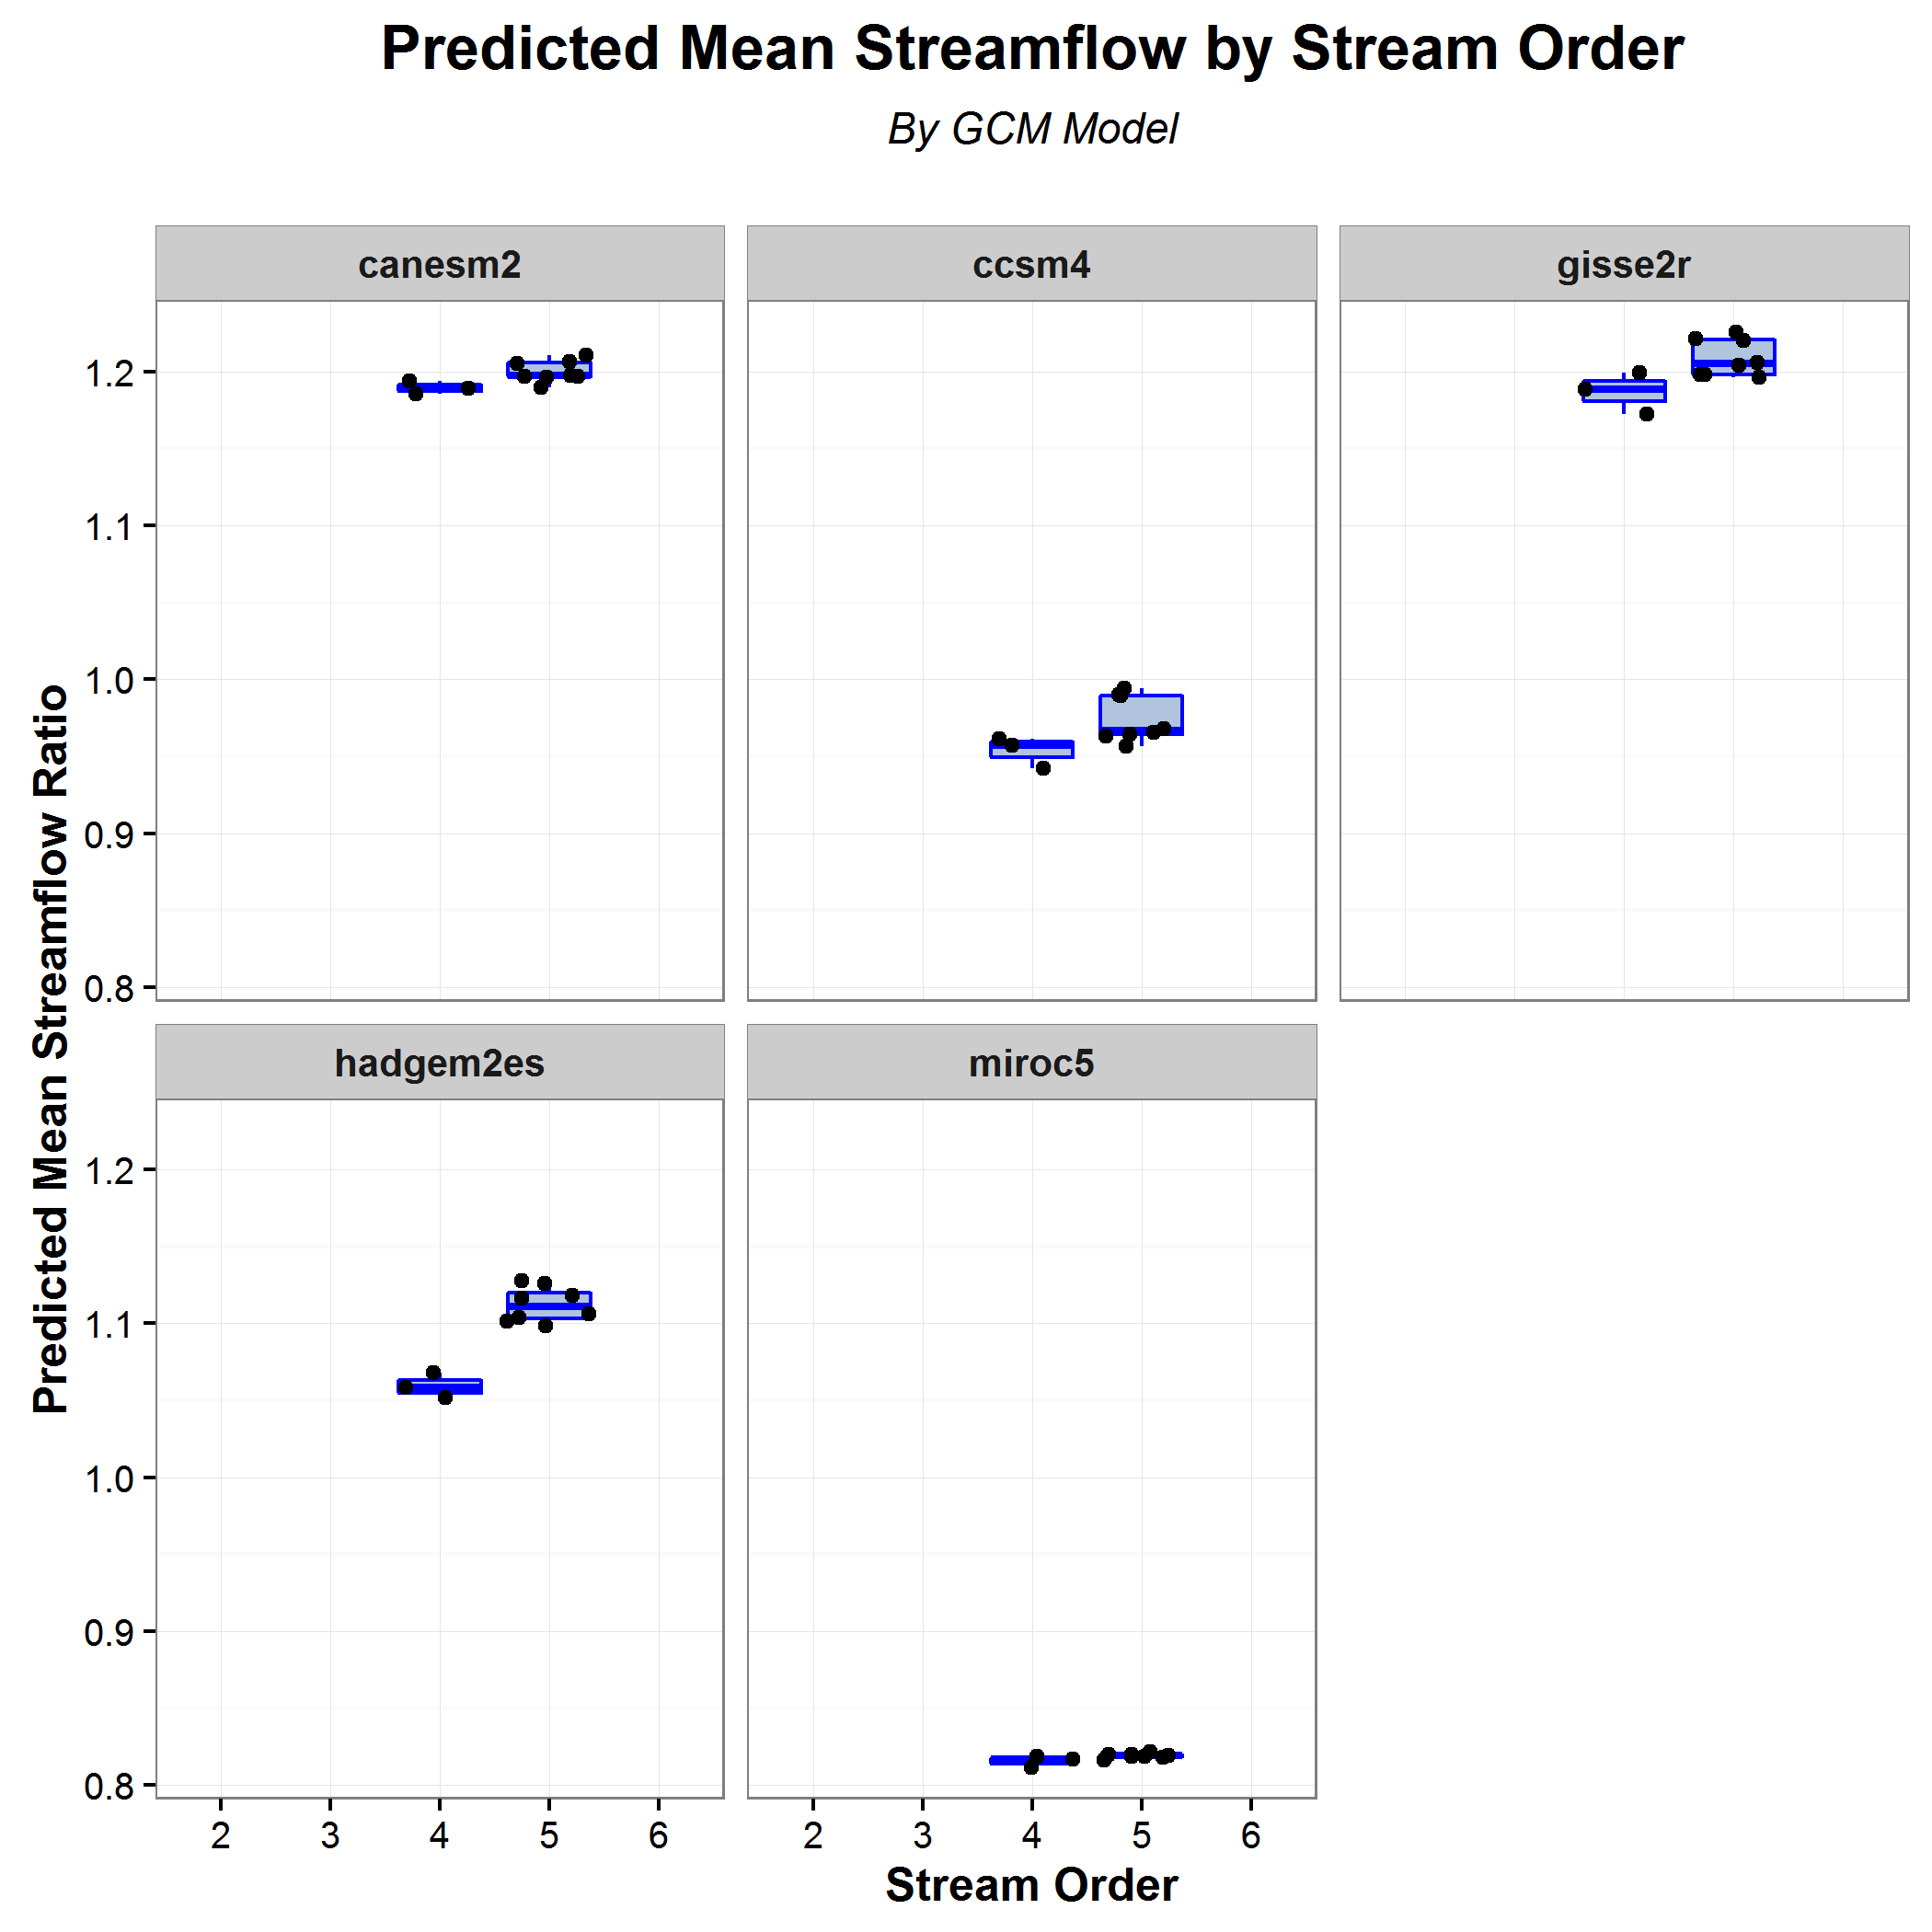 Predicted Mean Streamflow by Stream Order
By GCM Model
canesm2
ccsm4
gisse2r
1.2
1.1
1.0
0.9
0.8
Predicted Mean Streamflow Ratio
hadgem2es
miroc5
1.2
1.1
1.0
0.9
0.8
2 3 4 5 6
2 3 4 5 6
Stream Order